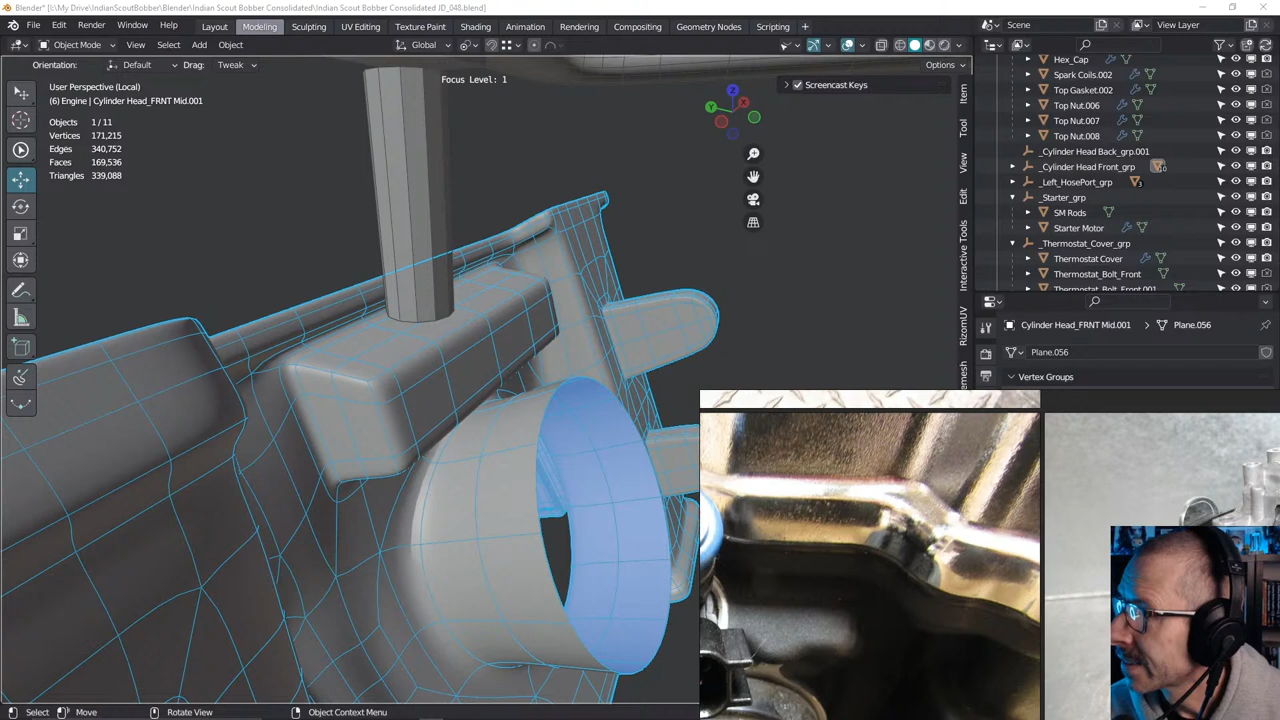 Blender* [I:\My Drive\IndianScoutBobber\Blender\Indian Scout Bobber Consolidated\Indian Scout Bobber Consolidated JD_048.blend]
File Edit Render Window Help Layout Modeling Sculpting UV Editing Texture Paint Shading Animation Rendering Compositing Geometry Nodes Scripting + Scene View Layer
Object Mode View Select Add Object Global
Orientation: Default Drag: Tweak Focus Level: 1 Options
User Perspective (Local)
(6) Engine | Cylinder Head_FRNT Mid.001
Objects 1 / 11
Vertices 171,215
Edges 340,752
Faces 169,536
Triangles 339,088
Screencast Keys
Z
Y
X
Item
Tool
View
Edit
Interactive Tools
RizomUV
Hex_Cap
Spark Coils.002
Top Gasket.002
Top Nut.006
Top Nut.007
Top Nut.008
_Cylinder Head Back_grp.001
_Cylinder Head Front_grp
_Left_HosePort_grp
_Starter_grp
SM Rods
Starter Motor
_Thermostat_Cover_grp
Thermostat Cover
Thermostat_Bolt_Front
Thermostat_Bolt_Front.001
Cylinder Head_FRNT Mid.001 Plane.056
Plane.056
Vertex Groups
Select Move Rotate View Object Context Menu